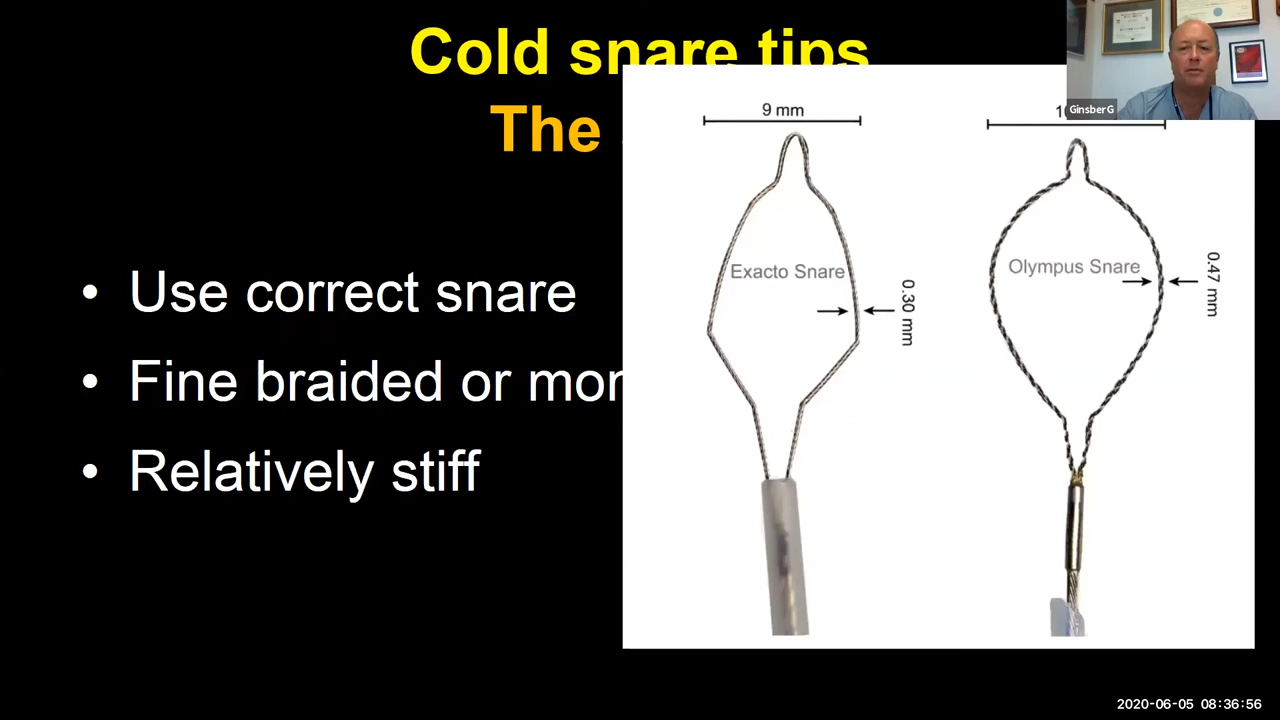 Cold snare tips
The
9 mm
Ginsber G
Exacto Snare
Olympus Snare
0.47 mm
0.30 mm
• Use correct snare
• Fine braided or mor
• Relatively stiff
2020-06-05 08:36:56